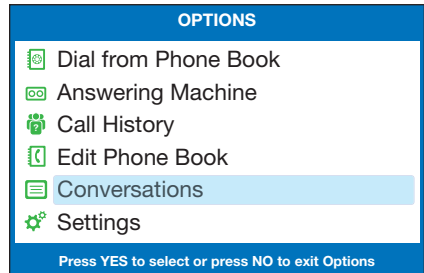 OPTIONS
Dial from Phone Book
Answering Machine
Call History
Edit Phone Book
Conversations
Settings
Press YES to select or press NO to exit Options